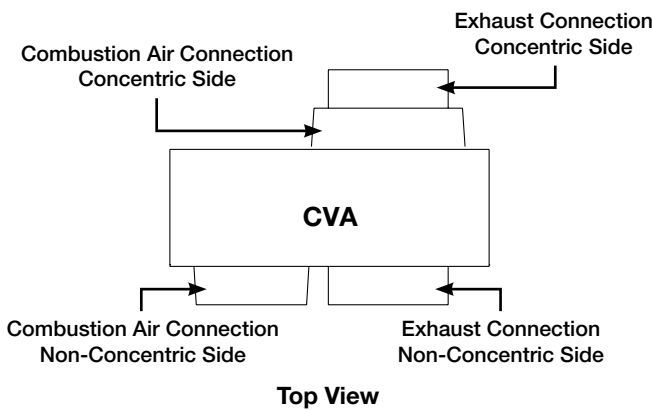 Exhaust Connection
Concentric Side
Combustion Air Connection
Concentric Side
CVA
Combustion Air Connection
Non-Concentric Side
Exhaust Connection
Non-Concentric Side
Top View